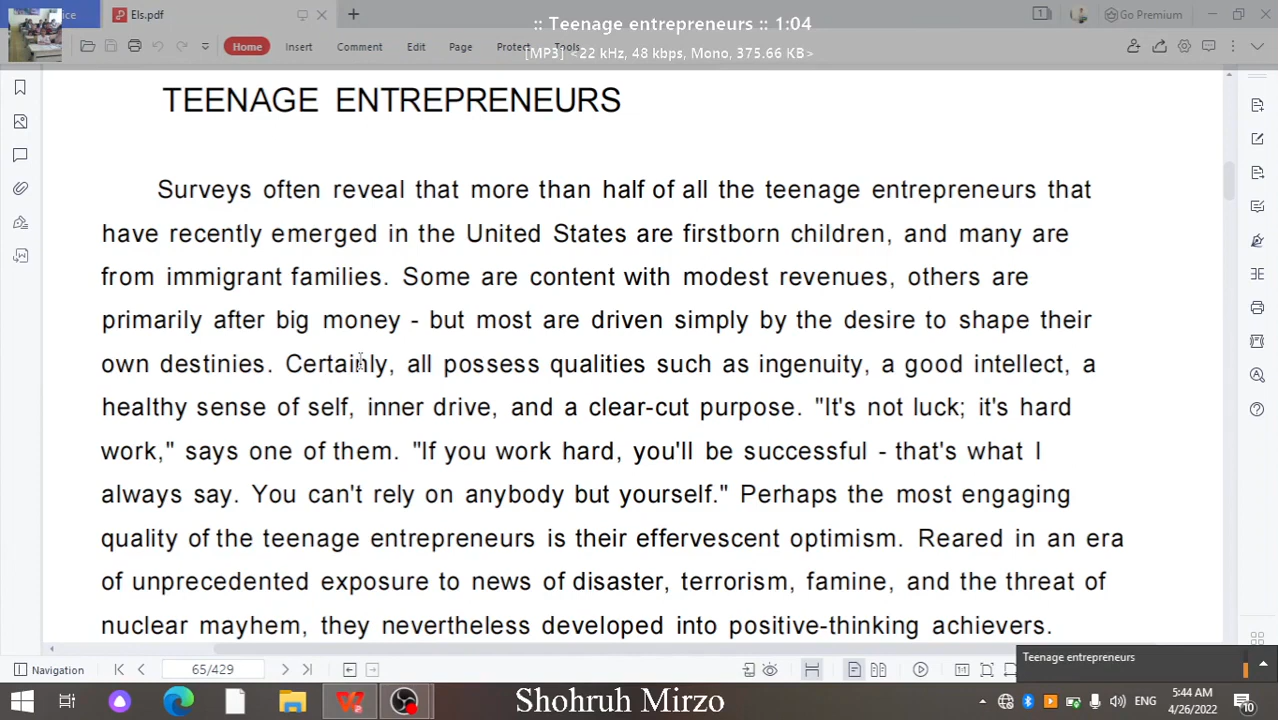 :: Teenage entrepreneurs :: 1:04
[MP3] <22 kHz, 48 kbps, Mono, 375.66 KB>
ice
Els.pdf
Go Premium
Home
Insert
Comment
Edit
Page
Protect
Tools
TEENAGE ENTREPRENEURS
Surveys often reveal that more than half of all the teenage entrepreneurs that
have recently emerged in the United States are firstborn children, and many are
from immigrant families. Some are content with modest revenues, others are
primarily after big money - but most are driven simply by the desire to shape their
own destinies. Certainly, all possess qualities such as ingenuity, a good intellect, a
healthy sense of self, inner drive, and a clear-cut purpose. "It's not luck; it's hard
work," says one of them. "If you work hard, you'll be successful - that's what I
always say. You can't rely on anybody but yourself." Perhaps the most engaging
quality of the teenage entrepreneurs is their effervescent optimism. Reared in an era
of unprecedented exposure to news of disaster, terrorism, famine, and the threat of
nuclear mayhem, they nevertheless developed into positive-thinking achievers.
Teenage entrepreneurs
Navigation
65/429
Shohruh Mirzo
ENG
5:44 AM
4/26/2022
10